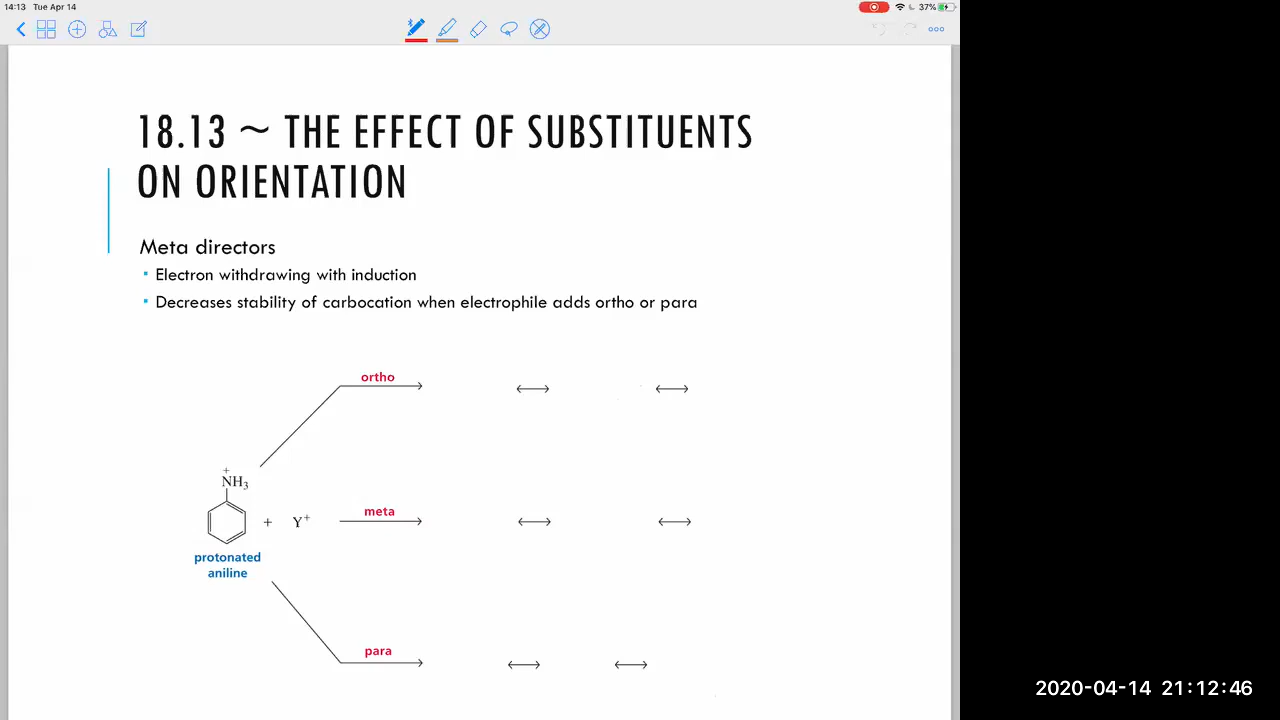 14:13 Tue Apr 14
37%
18.13 ~ THE EFFECT OF SUBSTITUENTS
ON ORIENTATION
Meta directors
▪ Electron withdrawing with induction
▪ Decreases stability of carbocation when electrophile adds ortho or para
ortho
+
NH3
+ Y+
meta
protonated
aniline
para
2020-04-14 21:12:46